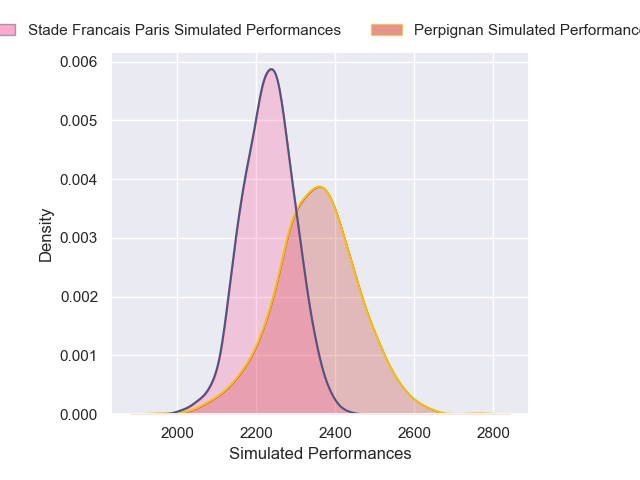 Stade Francais Paris Simulated Performances Perpignan Simulated
0.006
0.005
0.004
0.003
0.002
0.001
0.000
Density
2000 2200 2400 2600 2800
Simulated Performances